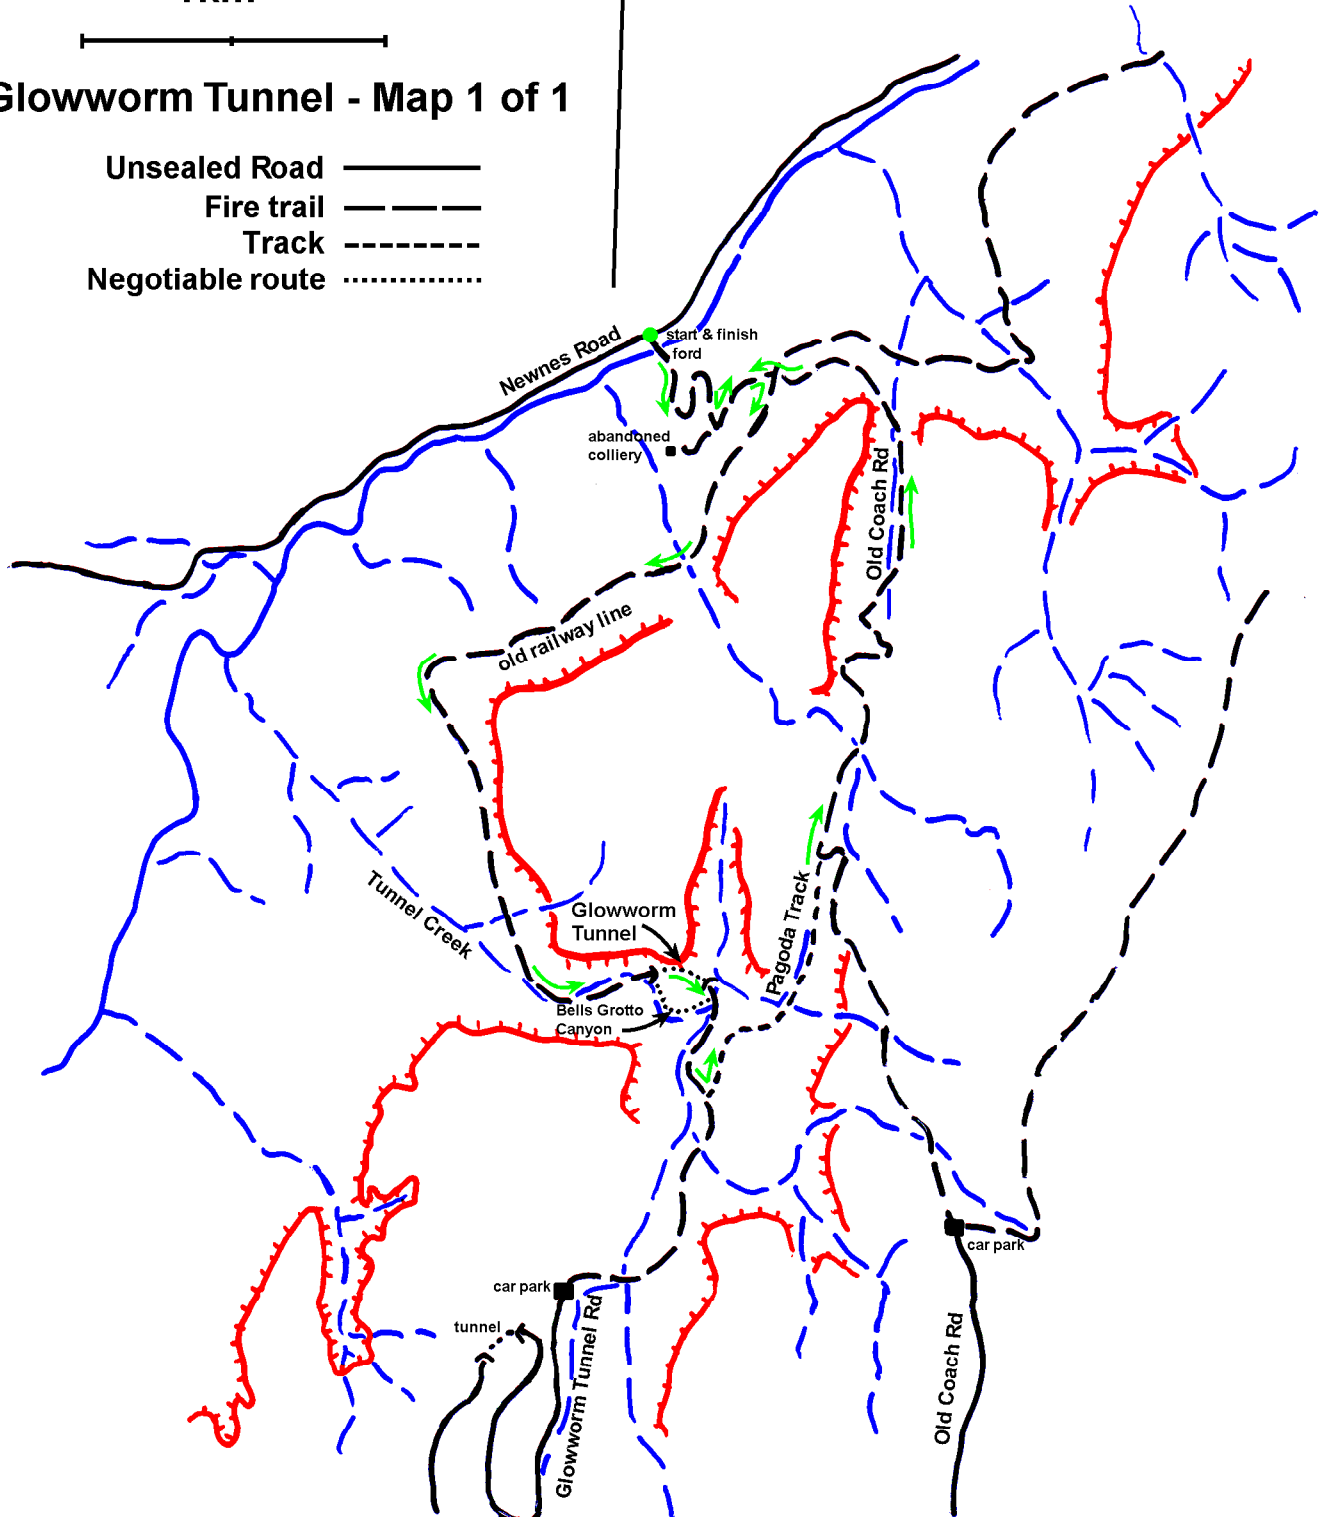 1km
Glowworm Tunnel - Map 1 of 1
Unsealed Road
Fire trail
Track
Negotiable route
Newnes Road
start & finish
ford
abandoned
colliery
Old Coach Rd
old railway line
Tunnel Creek
Glowworm
Tunnel
Pagoda Track
Bells Grotto
Canyon
car park
car park
tunnel
Glowworm Tunnel Rd
Old Coach Rd